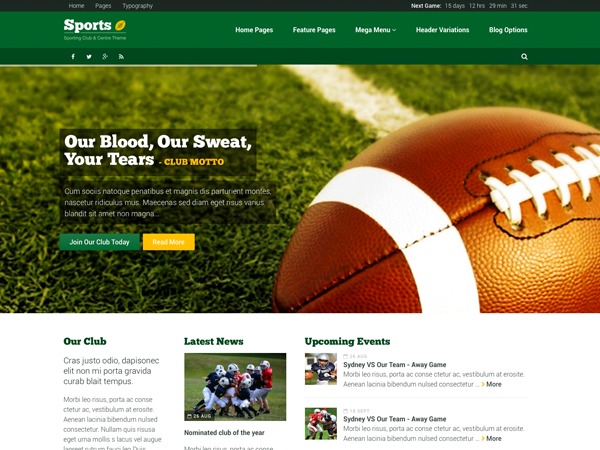 Home Pages Typography
Next Game: 15 days 12 hrs 29 min 31 sec
Sports
Sporting Club & Centre Theme
Home Pages Feature Pages Mega Menu Header Variations Blog Options
Our Blood, Our Sweat,
Your Tears - CLUB MOTTO
Cum sociis natoque penatibus et magnis dis parturient montes,
nascetur ridiculus mus. Maecenas sed diam eget risus varius
blandit sit amet non magna...
Join Our Club Today Read More
Our Club
Cras justo odio, dapisonec
elit non mi porta gravida
curab blait tempus.
Morbi leo risus, porta ac
vestibulum at erosite.
Aenean lacinia bibendum
nulsed. Nullam quis risusa
eget urna mollis s lacus vel augue
laoreet rutrum faucibus leo Duis
Latest News
26 AUG
Nominated club of the year
Morbi leo risus, porta ac
Upcoming Events
26 AUG
Sydney VS Our Team - Away Game
Morbi leo risus, porta ac conse ctetur ac, vestibulum at erosite.
Aenean lacinia bibendum nulsed consectetur ... > More
18 SEPT
Sydney VS Our Team - Away Game
Morbi leo risus, porta ac conse ctetur ac, vestibulum at erosite.
Aenean lacinia bibendum nulsed consectetur ... > More